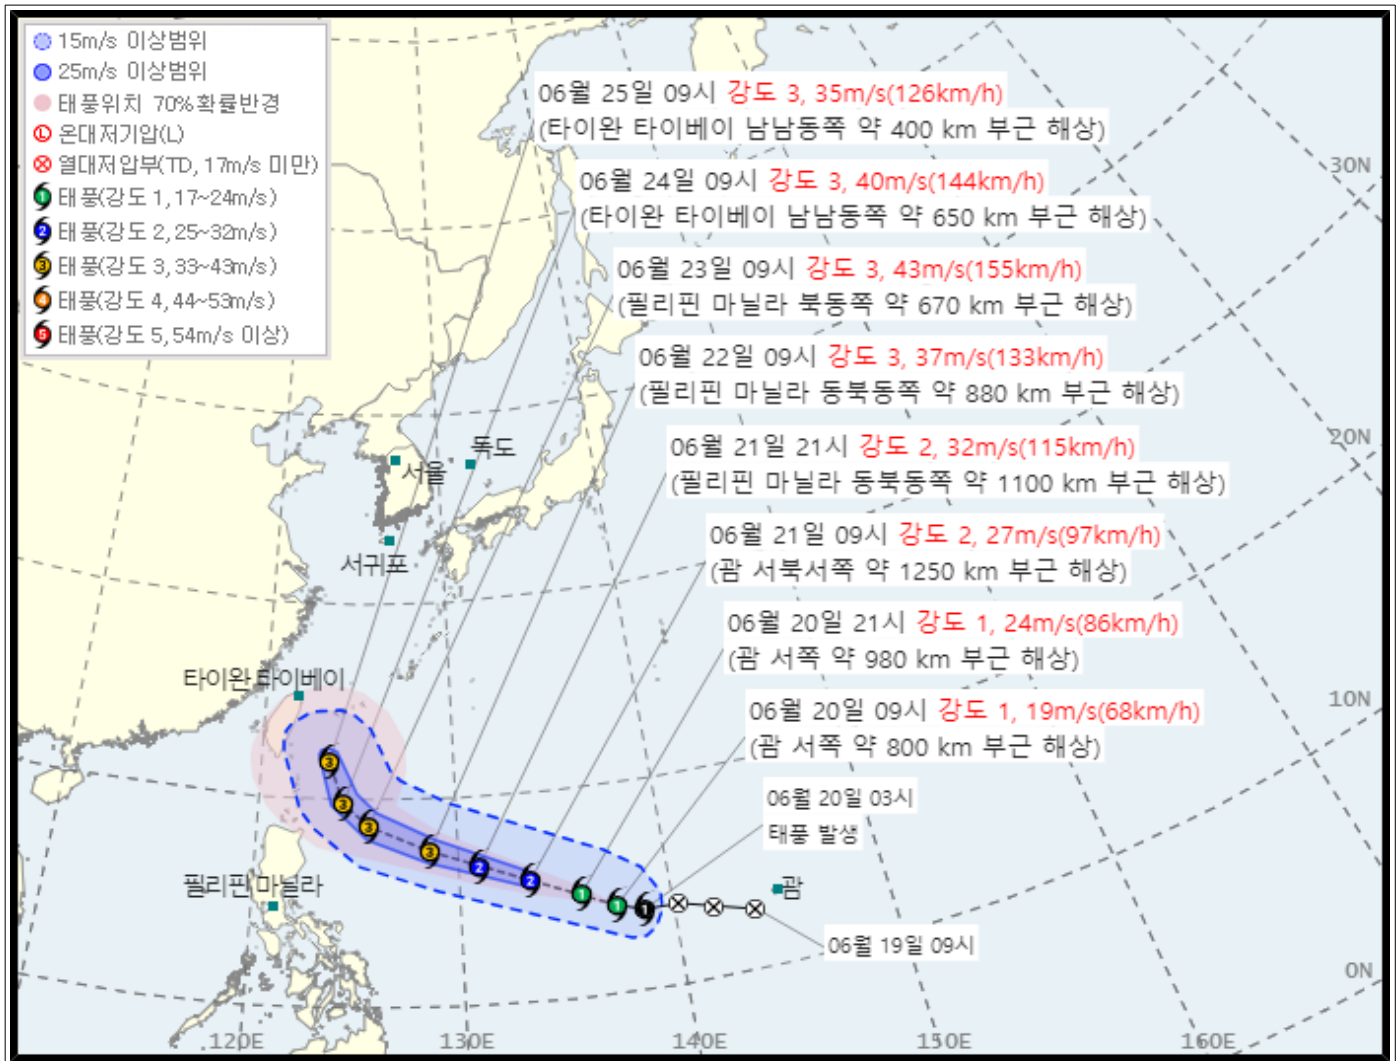 15m/s 이상범위
25m/s 이상범위
태풍위치 70%확률반경
온대저기압(L)
열대저압부(TD, 17m/s 미만)
태풍(강도 1,17~24m/s)
태풍(강도 2,25~32m/s)
태풍(강도 3,33~43m/s)
태풍(강도 4,44~53m/s)
태풍(강도 5,54m/s 이상)
06월 25일 09시 강도 3, 35m/s(126km/h)
(타이완 타이베이 남남동쪽 약 400 km 부근 해상)
06월 24일 09시 강도 3, 40m/s(144km/h)
(타이완 타이베이 남남동쪽 약 650 km 부근 해상)
06월 23일 09시 강도 3, 43m/s(155km/h)
(필리핀 마닐라 북동쪽 약 670 km 부근 해상)
06월 22일 09시 강도 3, 37m/s(133km/h)
(필리핀 마닐라 동북동쪽 약 880 km 부근 해상)
06월 21일 21시 강도 2, 32m/s(115km/h)
(필리핀 마닐라 동북동쪽 약 1100 km 부근 해상)
06월 21일 09시 강도 2, 27m/s(97km/h)
(괌 서북서쪽 약 1250 km 부근 해상)
06월 20일 21시 강도 1, 24m/s(86km/h)
(괌 서쪽 약 980 km 부근 해상)
06월 20일 09시 강도 1, 19m/s(68km/h)
(괌 서쪽 약 800 km 부근 해상)
06월 20일 03시
태풍 발생
06월 19일 09시
서울
독도
서귀포
타이완 타이베이
필리핀 마닐라
괌
30N
20N
10N
0N
120E
130E
140E
150E
160E